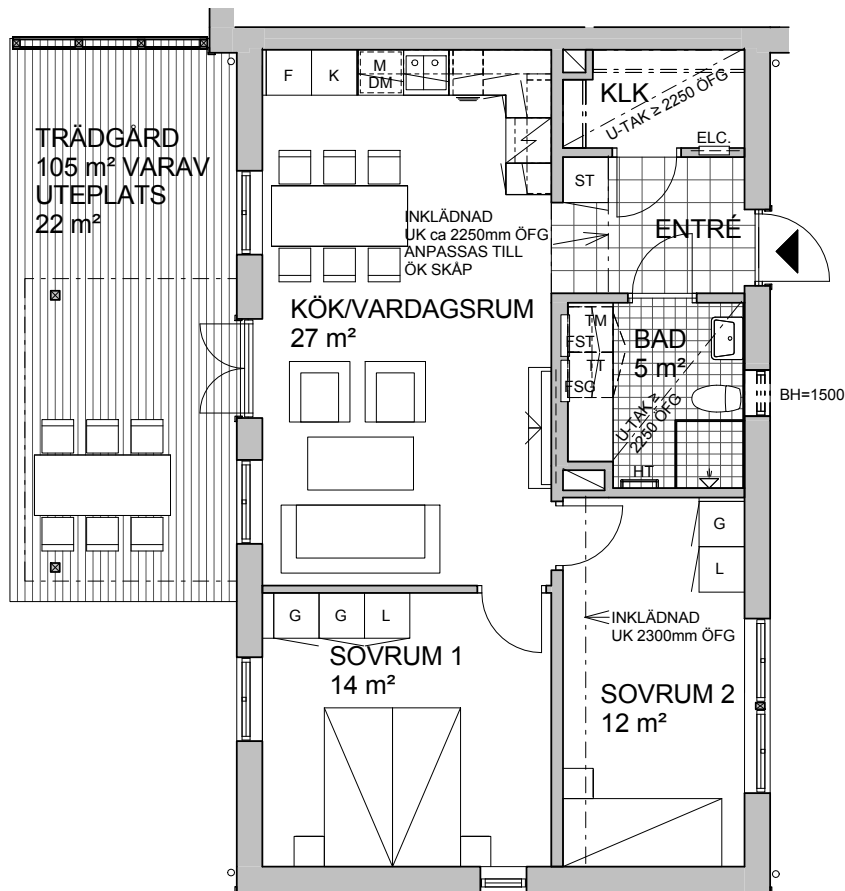 F
K
M
DM
KLK
U-TAK ≥ 2250 ÖFG
ELC.
TRÄDGÅRD
105 m² VARAV
UTEPLATS
22 m²
ST
INKLÄDNAD
UK ca 2250mm ÖFG
ANPASSAS TILL
ÖK SKÅP
ENTRÉ
KÖK/VARDAGSRUM
27 m²
TM
FST
TT
FSG
BAD
5 m²
U-TAK ≥
2250 ÖFG
BH=1500
HT
G
L
INKLÄDNAD
UK 2300mm ÖFG
G
G
L
SOVRUM 1
14 m²
SOVRUM 2
12 m²